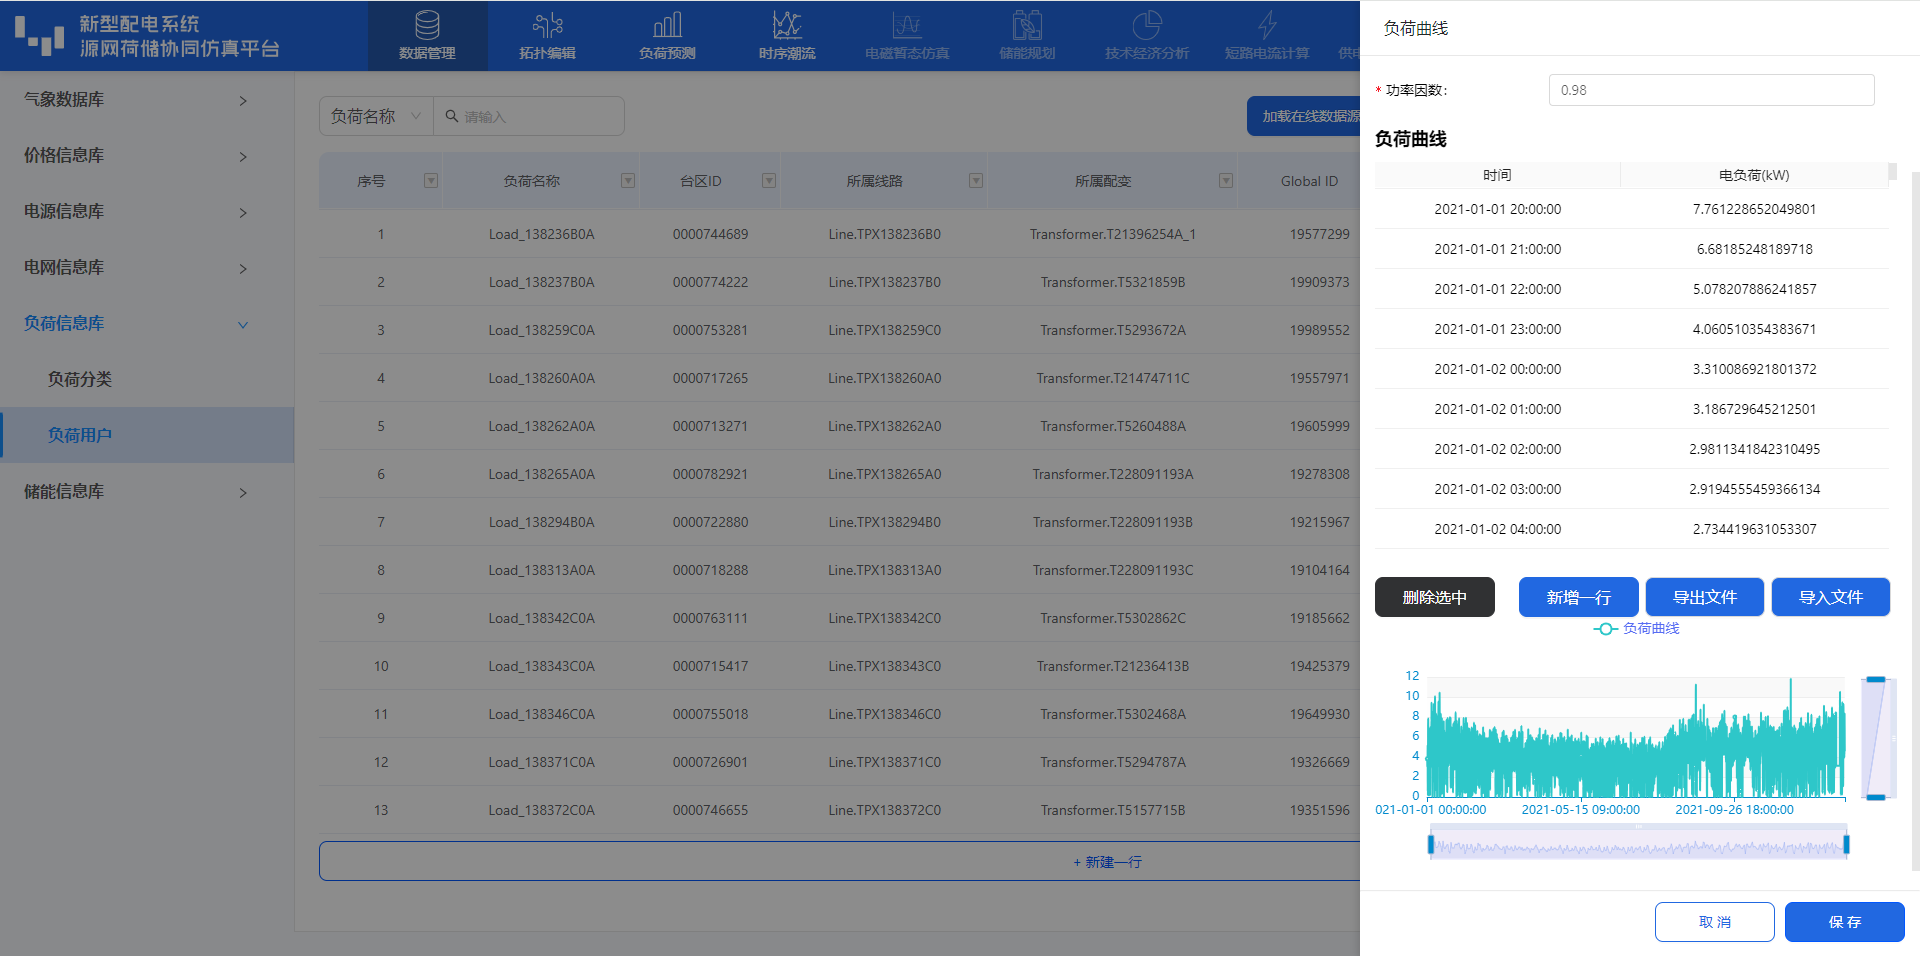 新型配电系统
源网荷储协同仿真平台
数据管理
拓扑编辑
负荷预测
时序潮流
电磁暂态仿真
储能规划
技术经济分析
短路电流计算
供电
气象数据库
价格信息库
电源信息库
电网信息库
负荷信息库
负荷分类
负荷用户
储能信息库
负荷名称 请输入
加载在线数据源
序号 负荷名称 台区ID 所属线路 所属配变 Global ID
1 Load_138236B0A 0000744689 Line.TPX138236B0 Transformer.T21396254A_1 19577299
2 Load_138237B0A 0000774222 Line.TPX138237B0 Transformer.T5321859B 19909373
3 Load_138259C0A 0000753281 Line.TPX138259C0 Transformer.T5293672A 19989552
4 Load_138260A0A 0000717265 Line.TPX138260A0 Transformer.T21474711C 19557971
5 Load_138262A0A 0000713271 Line.TPX138262A0 Transformer.T5260488A 19605999
6 Load_138265A0A 0000782921 Line.TPX138265A0 Transformer.T228091193A 19278308
7 Load_138294B0A 0000722880 Line.TPX138294B0 Transformer.T228091193B 19215967
8 Load_138313A0A 0000718288 Line.TPX138313A0 Transformer.T228091193C 19104164
9 Load_138342C0A 0000763111 Line.TPX138342C0 Transformer.T5302862C 19185662
10 Load_138343C0A 0000715417 Line.TPX138343C0 Transformer.T21236413B 19425379
11 Load_138346C0A 0000755018 Line.TPX138346C0 Transformer.T5302468A 19649930
12 Load_138371C0A 0000726901 Line.TPX138371C0 Transformer.T5294787A 19326669
13 Load_138372C0A 0000746655 Line.TPX138372C0 Transformer.T5157715B 19351596
+ 新建一行
负荷曲线
* 功率因数: 0.98
负荷曲线
时间 电负荷(kW)
2021-01-01 20:00:00 7.761228652049801
2021-01-01 21:00:00 6.68185248189718
2021-01-01 22:00:00 5.078207886241857
2021-01-01 23:00:00 4.060510354383671
2021-01-02 00:00:00 3.310086921801372
2021-01-02 01:00:00 3.186729645212501
2021-01-02 02:00:00 2.9811341842310495
2021-01-02 03:00:00 2.9194555459366134
2021-01-02 04:00:00 2.734419631053307
删除选中 新增一行 导出文件 导入文件
负荷曲线
12
10
8
6
4
2
0
021-01-01 00:00:00 2021-05-15 09:00:00 2021-09-26 18:00:00
取 消 保 存